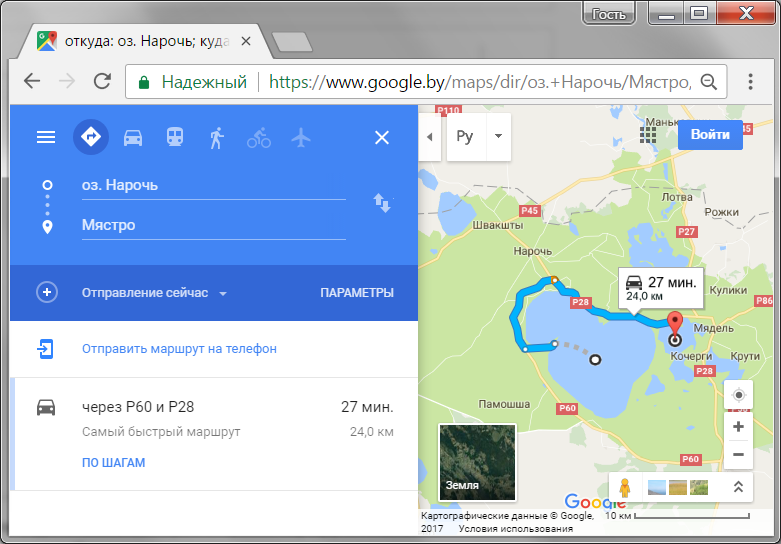 Гость
откуда: оз. Нарочь; куда
Надежный
https://www.google.by/maps/dir/оз.+Нарочь/Мястро,
оз. Нарочь
Мястро
Отправление сейчас
ПАРАМЕТРЫ
Отправить маршрут на телефон
через Р60 и Р28
27 мин.
Самый быстрый маршрут
24,0 км
ПО ШАГАМ
Ру
Войти
P110
Маньк
Лотва
Рожки
P45
Швакшты
P27
Нарочь
27 мин.
24,0 км
Кулики
P28
P86
Мядель
Кочерги
Крути
P28
Памошша
P60
P60
Земля
Google
Картографические данные © Google,
2017
Условия использования
10 км